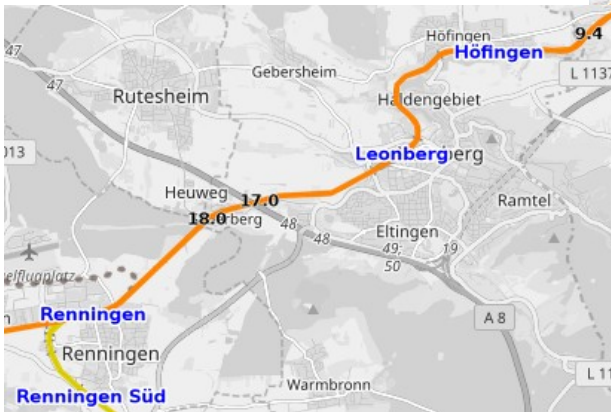 9.4
Höfingen
Höfingen
47
Gebersheim
L 1137
47
Rutesheim
Haldengebiet
013
Leonberg
Heuweg
17.0
Ramtel
18.0
48
48
Eltingen
49;
50
19
Renningen
A 8
Renningen
L 11
Warmbronn
Renningen Süd